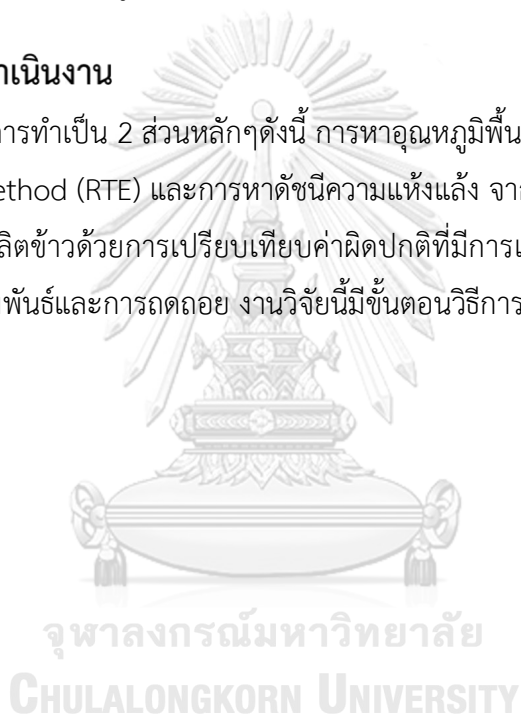 าเนินงาน
การทำเป็น 2 ส่วนหลักๆดังนี้ การหาอุณหภูมิพื้น
ethod (RTE) และการหาดัชนีความแห้งแล้ง จา
ลิตข้าวด้วยการเปรียบเทียบค่าผิดปกติที่มีการเ
พันธ์และการถดถอย งานวิจัยนี้มีขั้นตอนวิธีการ
จุฬาลงกรณ์มหาวิทยาลัย
CHULALONGKORN UNIVERSITY